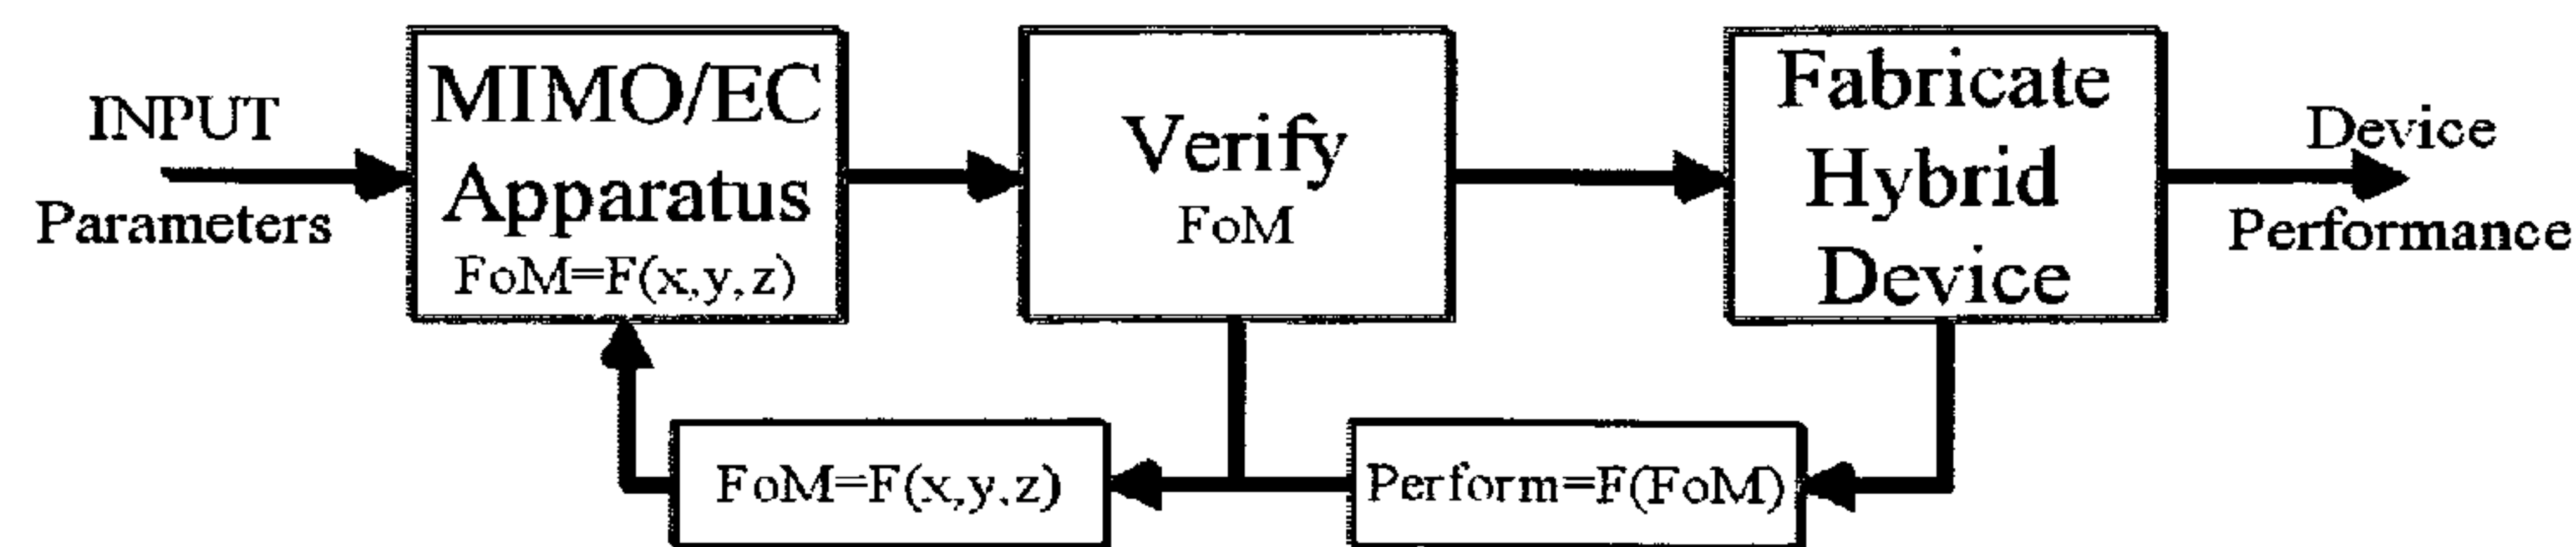 INPUT
Parameters
MIMO/EC
Apparatus
FoM=F(x,y,z)
Verify
FoM
Fabricate
Hybrid
Device
Device
Performance
FoM=F(x,y,z)
Perform=F(FoM)